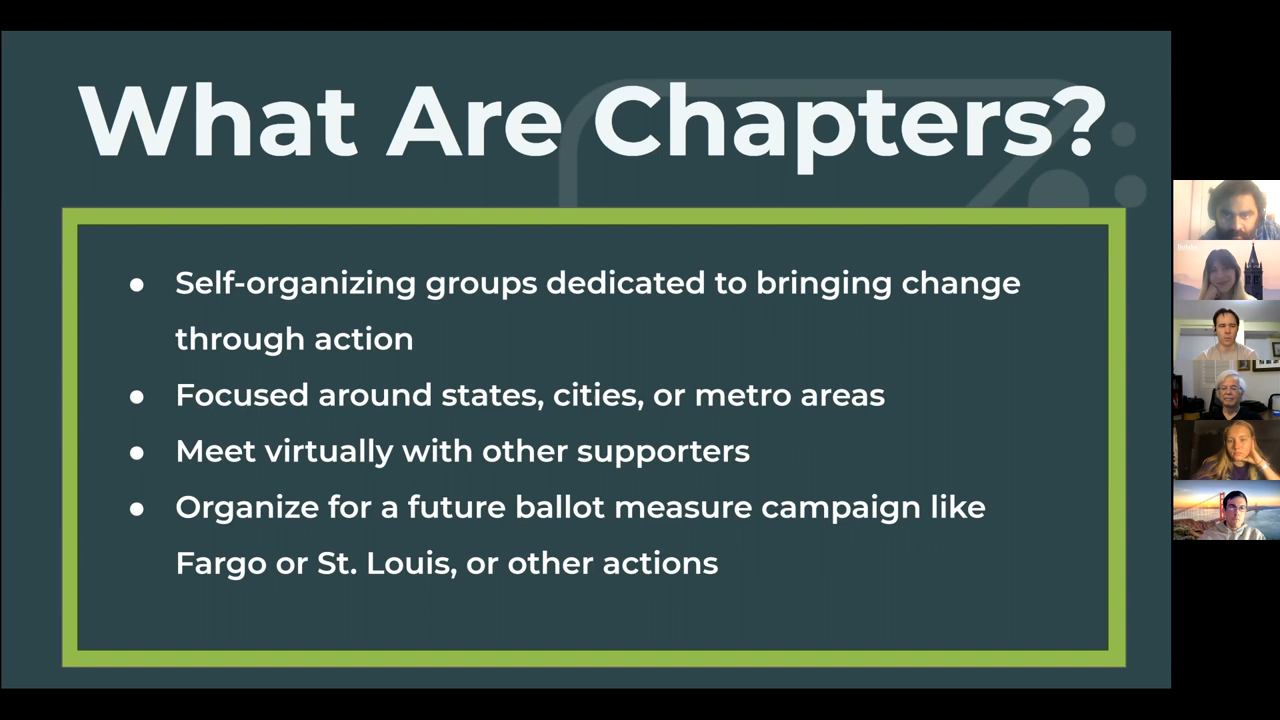 What Are Chapters?
● Self-organizing groups dedicated to bringing change
through action
● Focused around states, cities, or metro areas
● Meet virtually with other supporters
● Organize for a future ballot measure campaign like
Fargo or St. Louis, or other actions